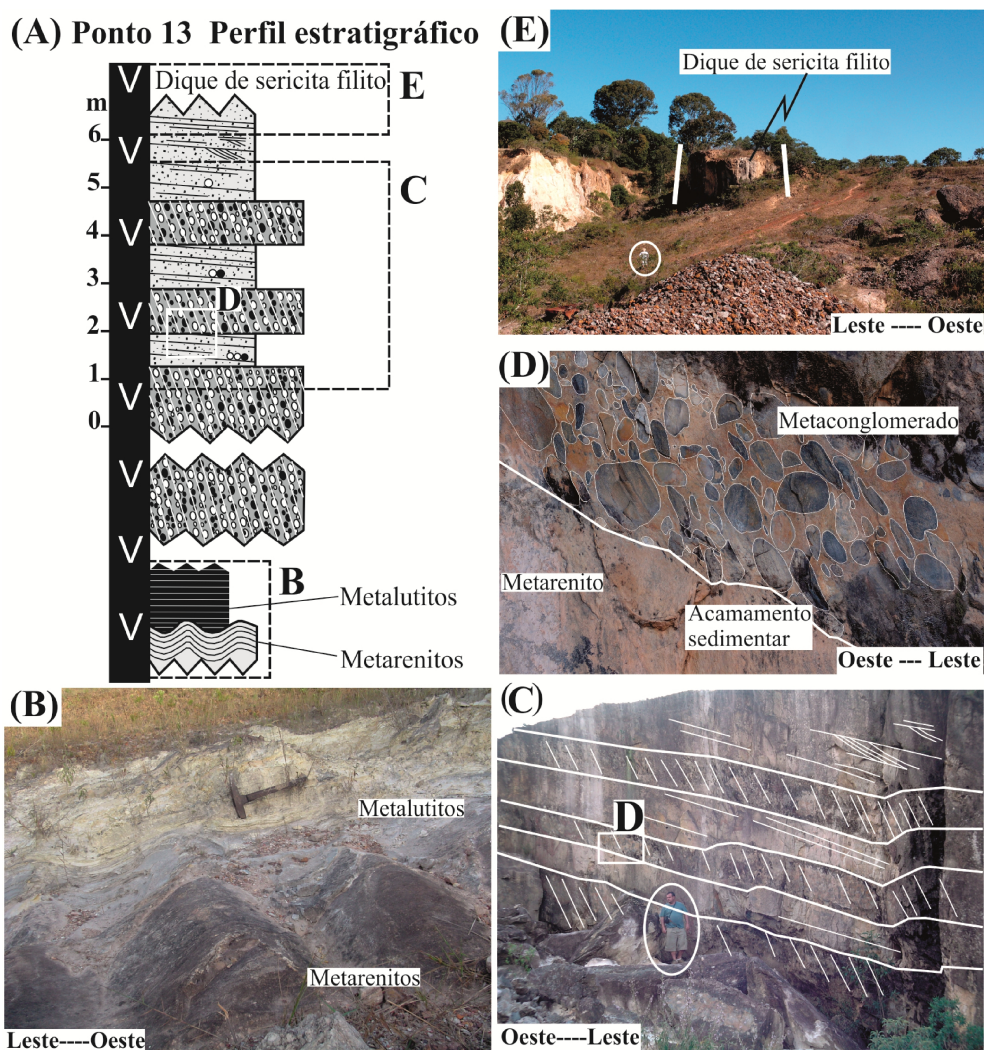 (A) Ponto 13 Perfil estratigráfico
Dique de sericita filito
E
m
6
5
C
4
3
D
2
1
0
B
Metalutitos
Metarenitos
V
V
V
V
V
V
V
V
(E)
Dique de sericita filito
Leste ---- Oeste
(D)
Metaconglomerado
Metarenito
Acamamento
sedimentar
Oeste --- Leste
(B)
Metalutitos
Metarenitos
Leste----Oeste
(C)
D
Oeste----Leste